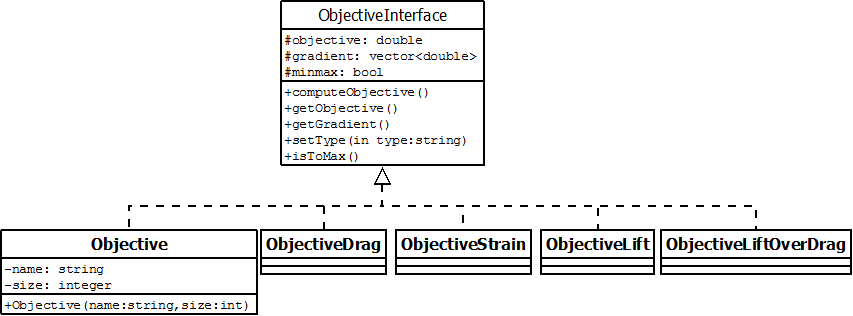 ObjectiveInterface
#objective: double
#gradient: vector<double>
#minmax: bool
+computeObjective()
+getObjective()
+getGradient()
+setType(in type:string)
+isToMax()
Objective
-name: string
-size: integer
+Objective(name:string,size:int)
ObjectiveDrag
ObjectiveStrain
ObjectiveLift
ObjectiveLiftOverDrag